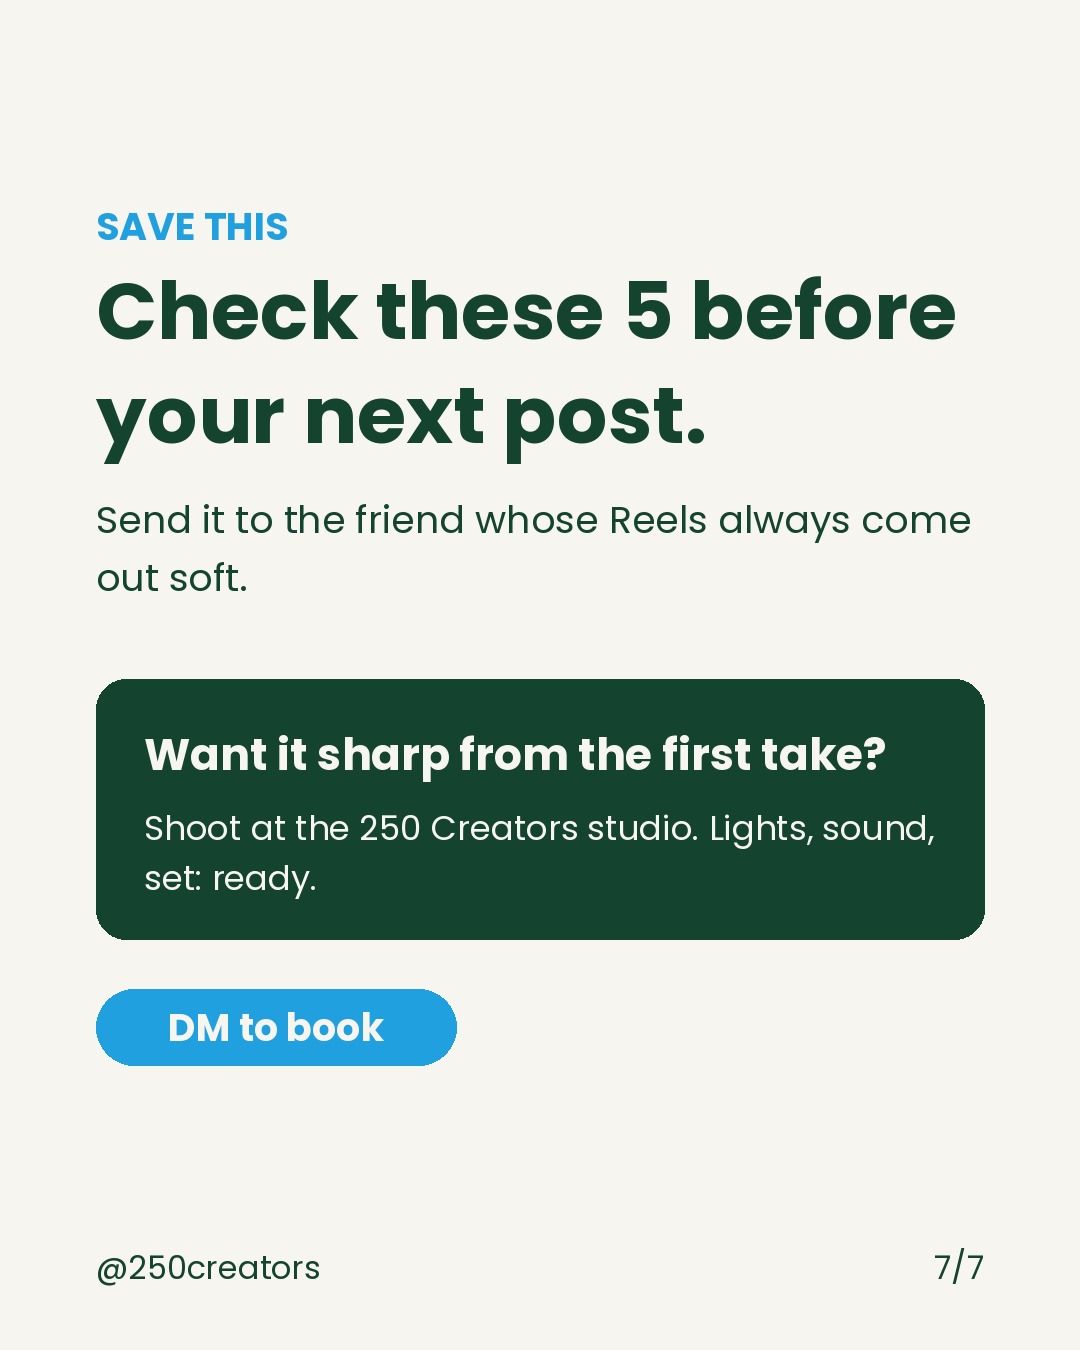 SAVE THIS
Check these 5 before
your next post.
Send it to the friend whose Reels always come
out soft.
Want it sharp from the first take?
Shoot at the 250 Creators studio. Lights, sound,
set: ready.
DM to book
@250creators
7/7